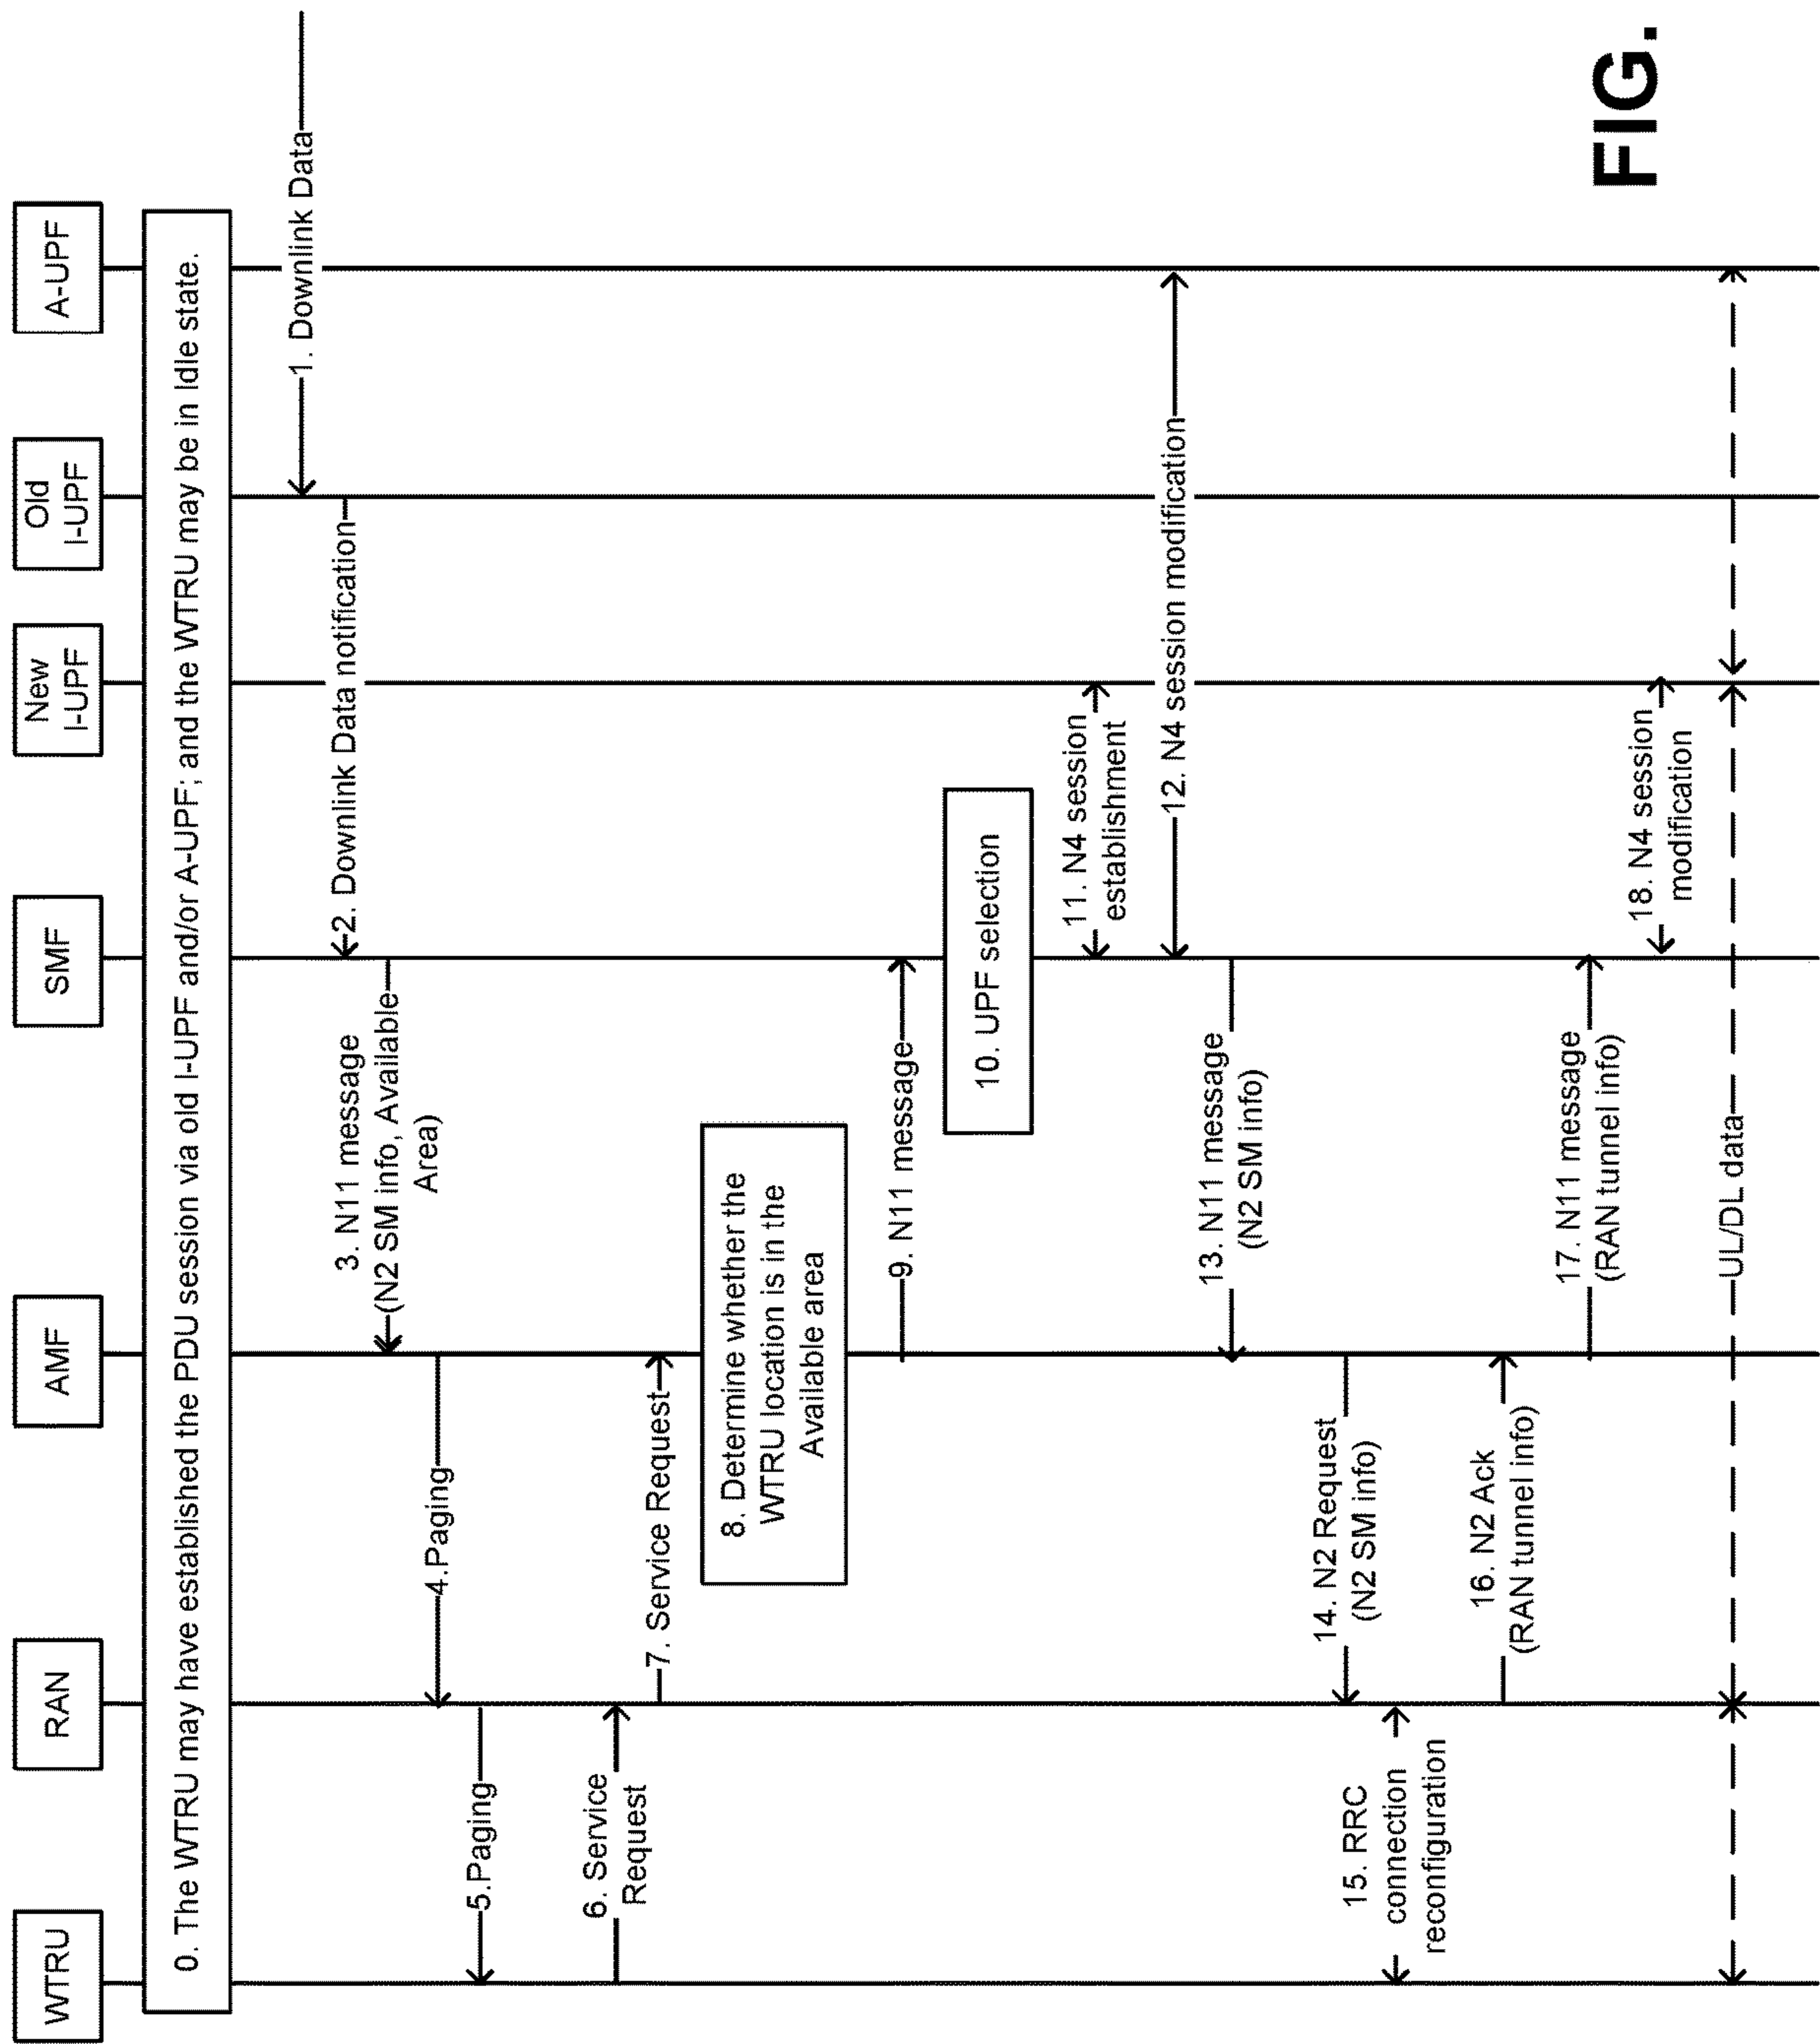 WTRU
RAN
AMF
SMF
New
I-UPF
Old
I-UPF
A-UPF
0. The WTRU may have established the PDU session via old I-UPF and/or A-UPF; and the WTRU may be in Idle state.
1. Downlink Data
2. Downlink Data notification
3. N11 message
(N2 SM info, Available
Area)
4.Paging
5.Paging
6. Service
Request
7. Service Request
8. Determine whether the
WTRU location is in the
Available area
9. N11 message
10. UPF selection
11. N4 session
establishment
12. N4 session modification
13. N11 message
(N2 SM info)
14. N2 Request
(N2 SM info)
15. RRC
connection
reconfiguration
16. N2 Ack
(RAN tunnel info)
17. N11 message
(RAN tunnel info)
18. N4 session
modification
UL/DL data
FIG.